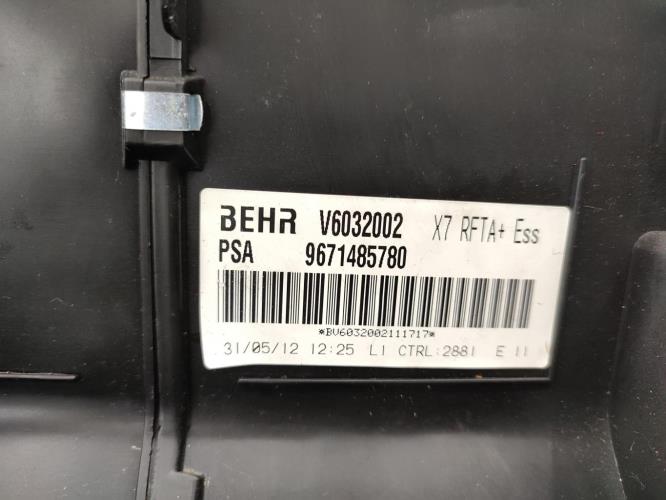 BEHR V6032002 X7 RFTA+ Ess
PSA 9671485780
*BV6032002111717*
31/05/12 12:25 L1 CTRL:2881 E 11